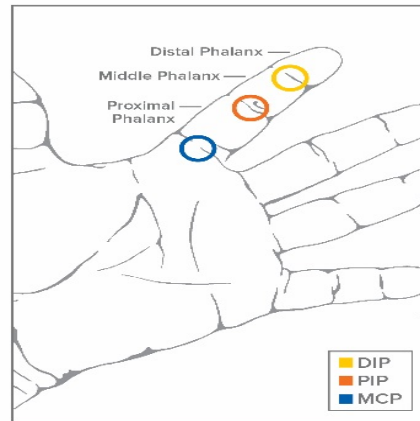 Distal Phalanx
Middle Phalanx
Proximal
Phalanx
DIP
PIP
MCP